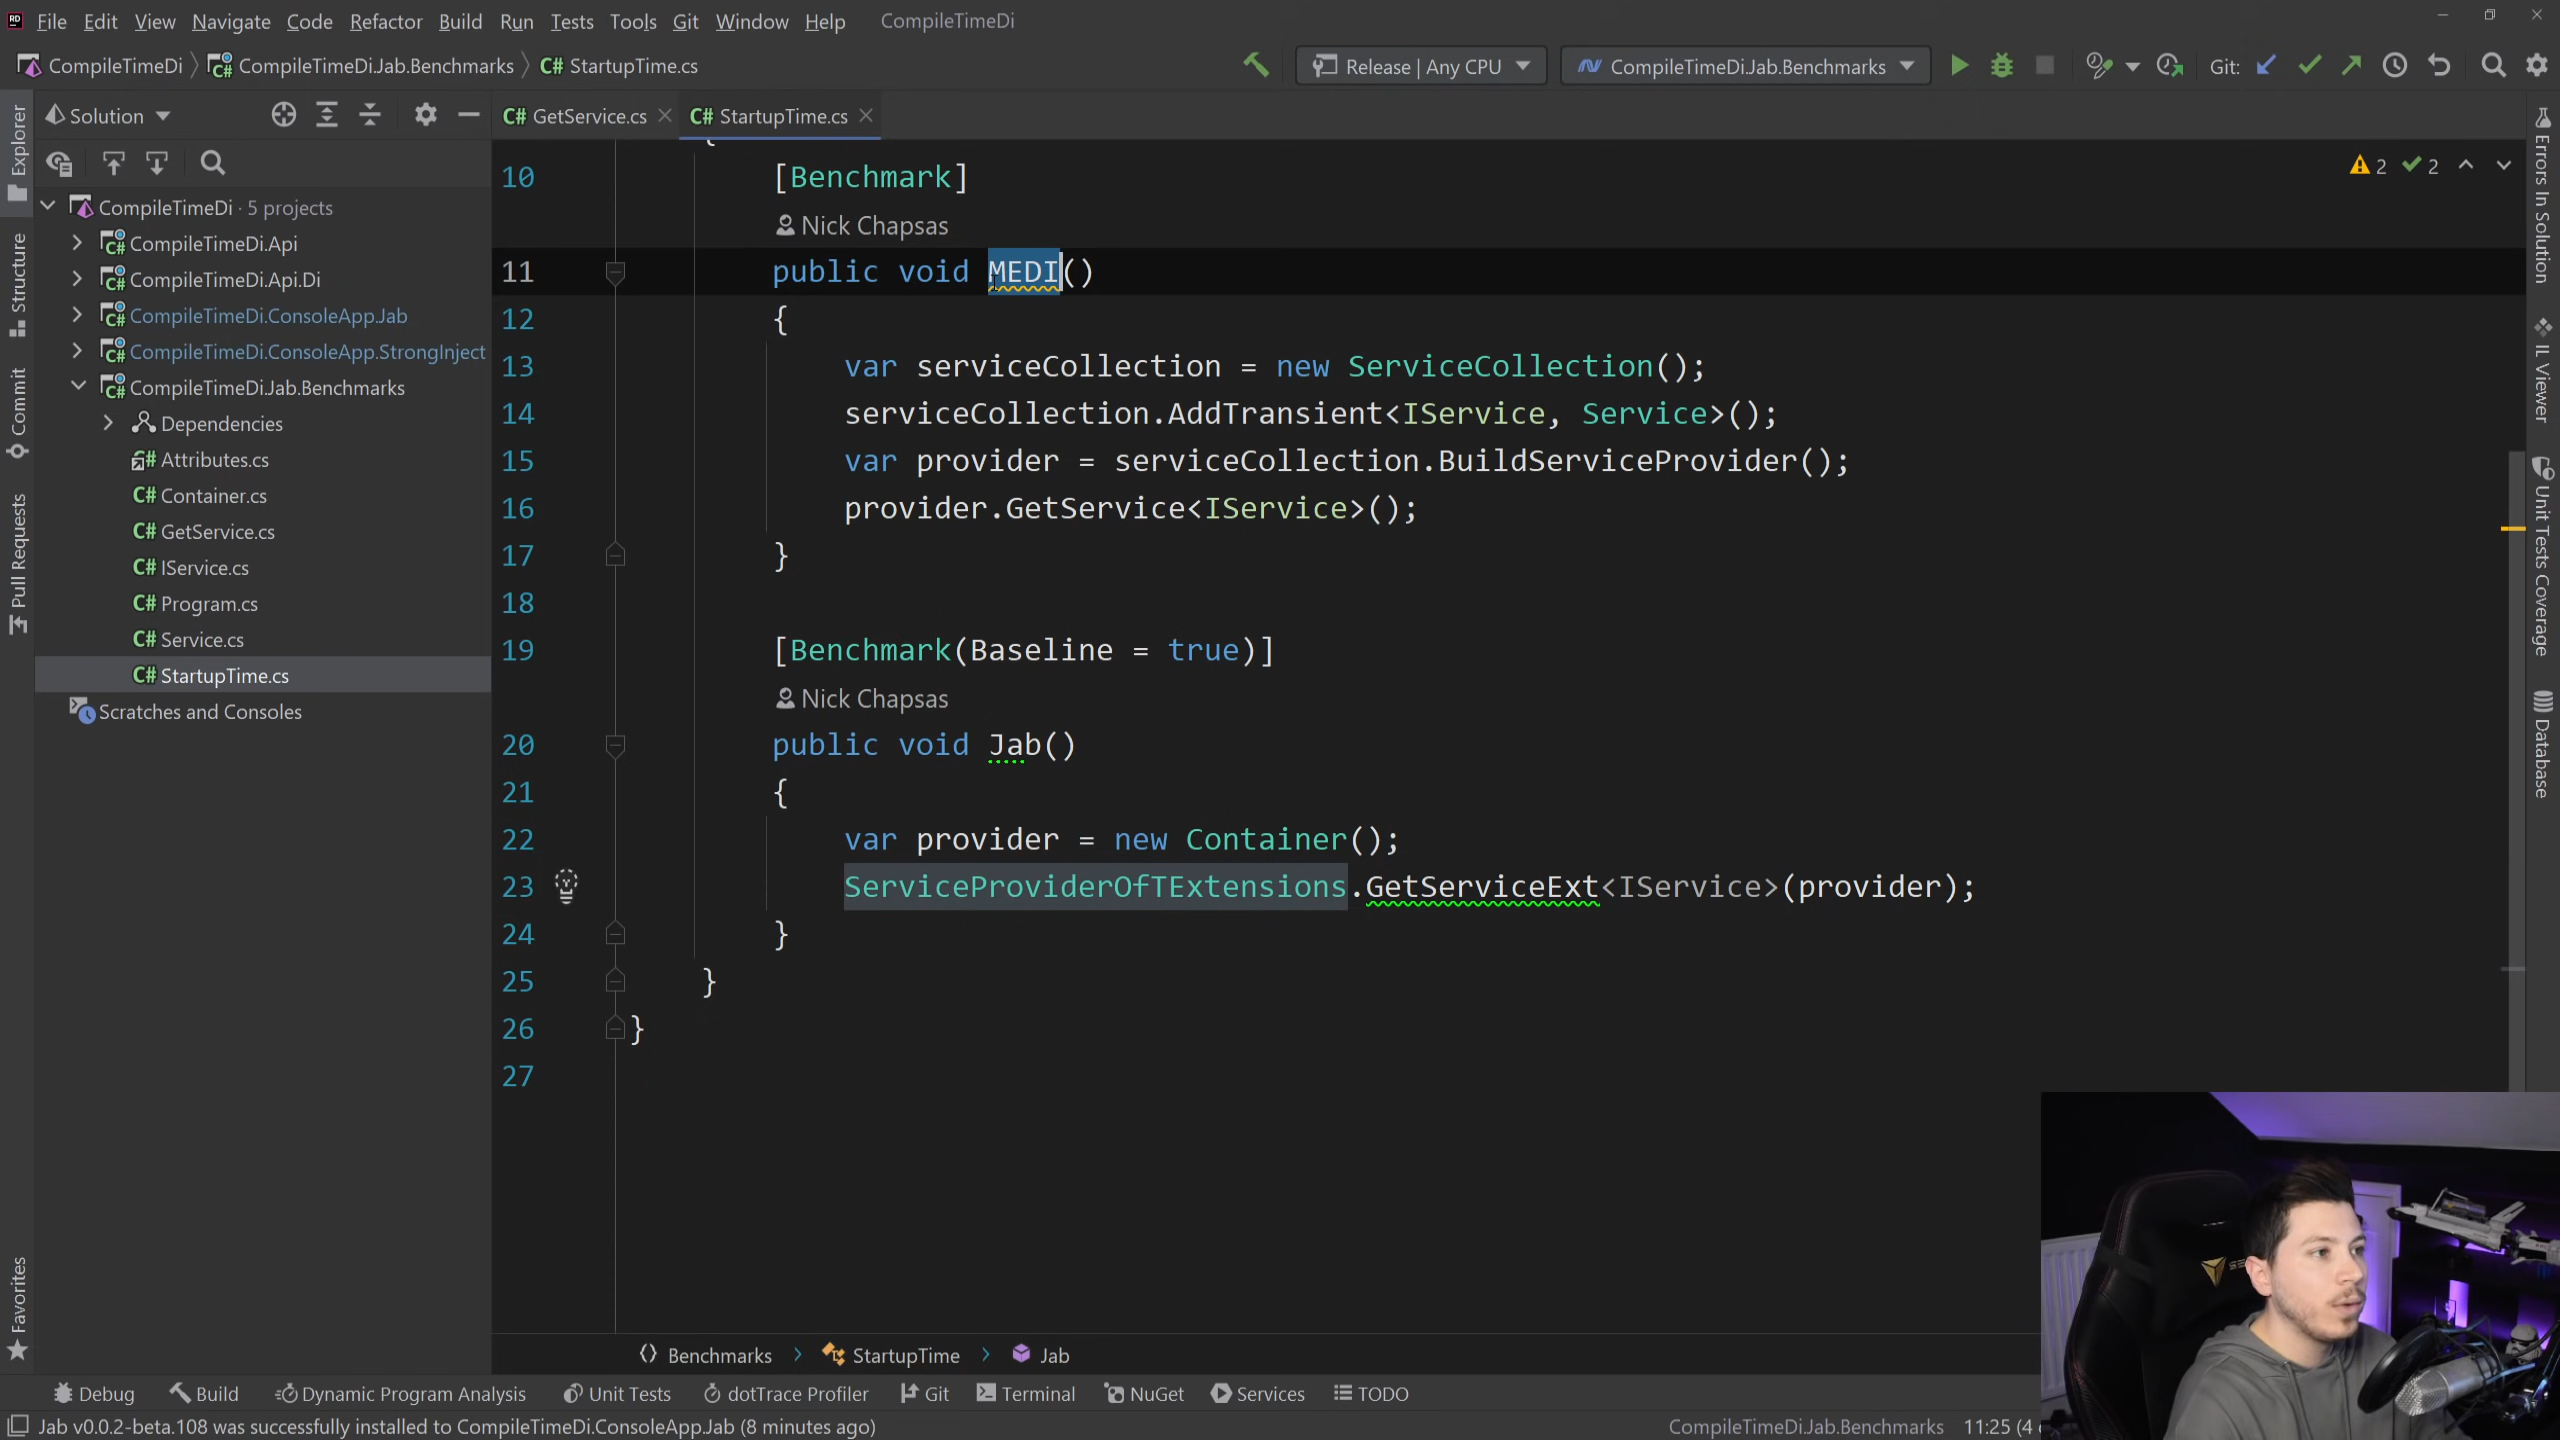 File Edit View Navigate Code Refactor Build Run Tests Tools Git Window Help CompileTimeDi
CompileTimeDi CompileTimeDi.Jab.Benchmarks C# StartupTime.cs Release | Any CPU CompileTimeDi.Jab.Benchmarks Git:
Solution
C# GetService.cs C# StartupTime.cs
CompileTimeDi · 5 projects
CompileTimeDi.Api
CompileTimeDi.Api.Di
CompileTimeDi.ConsoleApp.Jab
CompileTimeDi.ConsoleApp.StrongInject
CompileTimeDi.Jab.Benchmarks
Dependencies
C# Attributes.cs
C# Container.cs
C# GetService.cs
C# IService.cs
C# Program.cs
C# Service.cs
C# StartupTime.cs
Scratches and Consoles
Explorer
Structure
Commit
Pull Requests
Favorites
2 2
{
10 [Benchmark]
Nick Chapsas
11 public void MEDI()
12 {
13 var serviceCollection = new ServiceCollection();
14 serviceCollection.AddTransient<IService, Service>();
15 var provider = serviceCollection.BuildServiceProvider();
16 provider.GetService<IService>();
17 }
18
19 [Benchmark(Baseline = true)]
Nick Chapsas
20 public void Jab()
21 {
22 var provider = new Container();
23 ServiceProviderOfTExtensions.GetServiceExt<IService>(provider);
24 }
25 }
26 }
27
Errors In Solution
IL Viewer
Unit Tests Coverage
Database
Benchmarks StartupTime Jab
Debug Build Dynamic Program Analysis Unit Tests dotTrace Profiler Git Terminal NuGet Services TODO
Jab v0.0.2-beta.108 was successfully installed to CompileTimeDi.ConsoleApp.Jab (8 minutes ago) CompileTimeDi.Jab.Benchmarks 11:25 (4